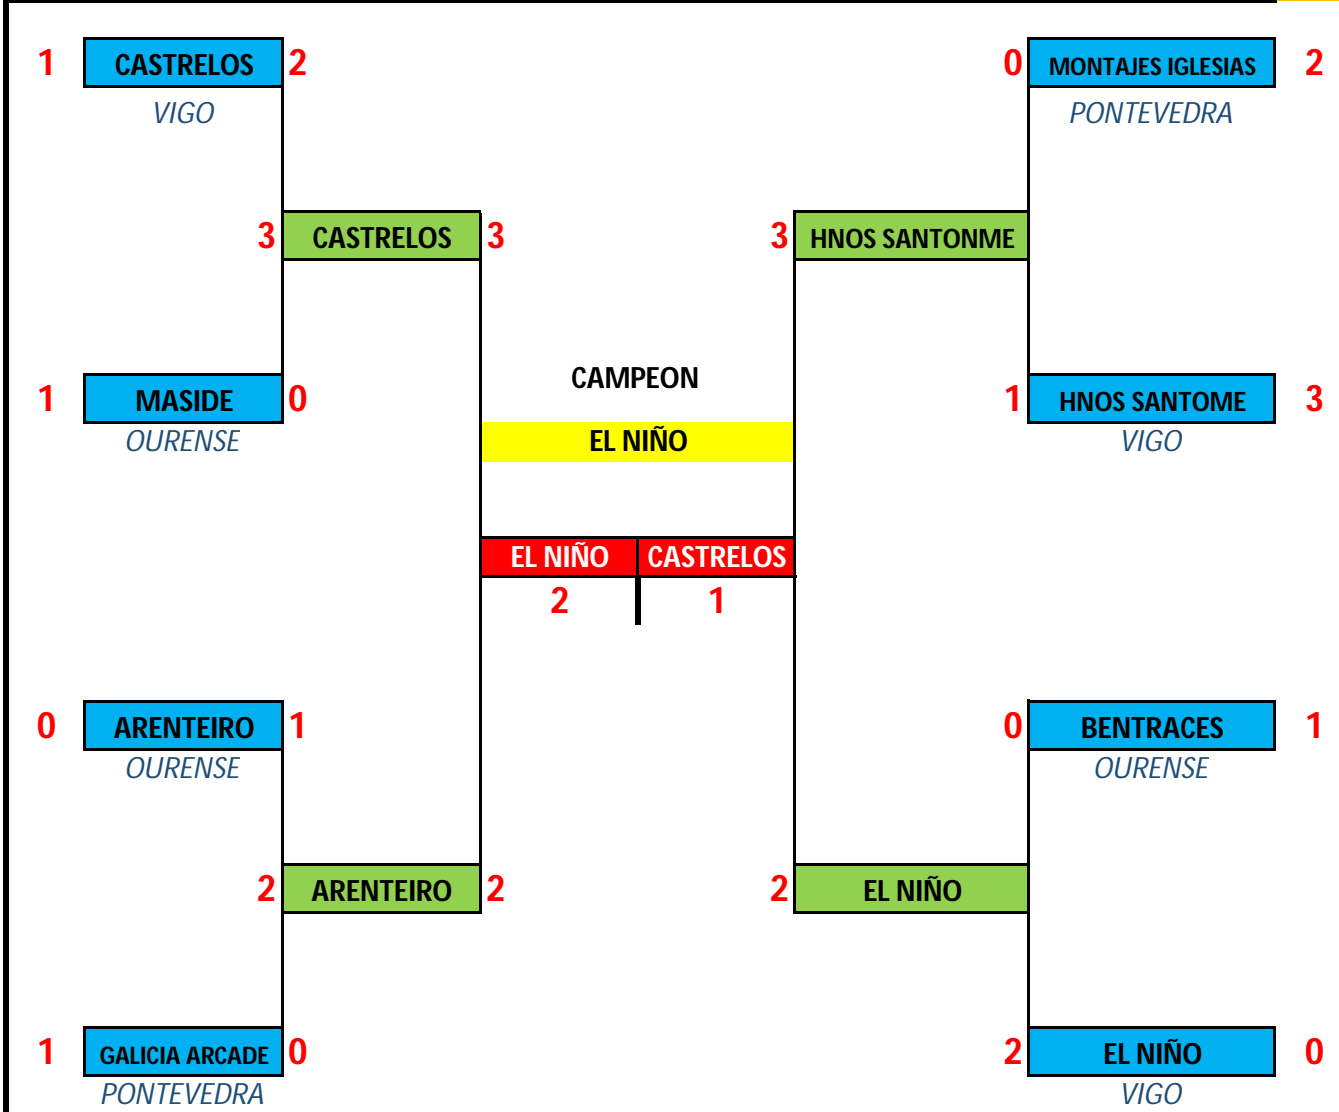 1 CASTRELOS 2 0 MONTAJES IGLESIAS 2
VIGO PONTEVEDRA
3 CASTRELOS 3 3 HNOS SANTONME
CAMPEON
1 MASIDE 0 1 HNOS SANTOME 3
OURENSE EL NIÑO VIGO
EL NIÑO CASTRELOS
2 1
0 ARENTEIRO 1 0 BENTRACES 1
OURENSE OURENSE
2 ARENTEIRO 2 2 EL NIÑO
1 GALICIA ARCADE 0 2 EL NIÑO 0
PONTEVEDRA VIGO